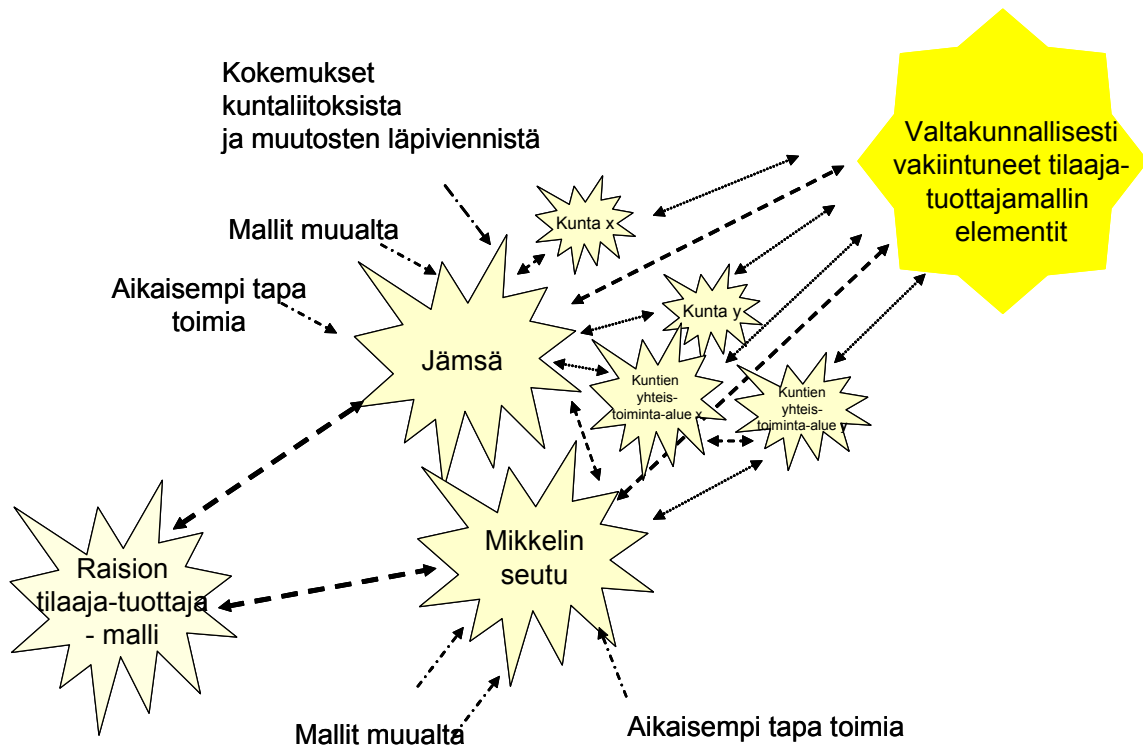 Kokemukset
kuntaliitoksista
ja muutosten läpiviennistä
Valtakunnallisesti
vakiintuneet tilaaja-
tuottajamallin
elementit
Mallit muualta
Kunta x
Aikaisempi tapa
toimia
Kunta y
Jämsä
Kuntien
yhteis-
toiminta-alue x
Kuntien
yhteis-
toiminta-alue y
Mikkelin
seutu
Raision
tilaaja-tuottaja
- malli
Mallit muualta
Aikaisempi tapa toimia